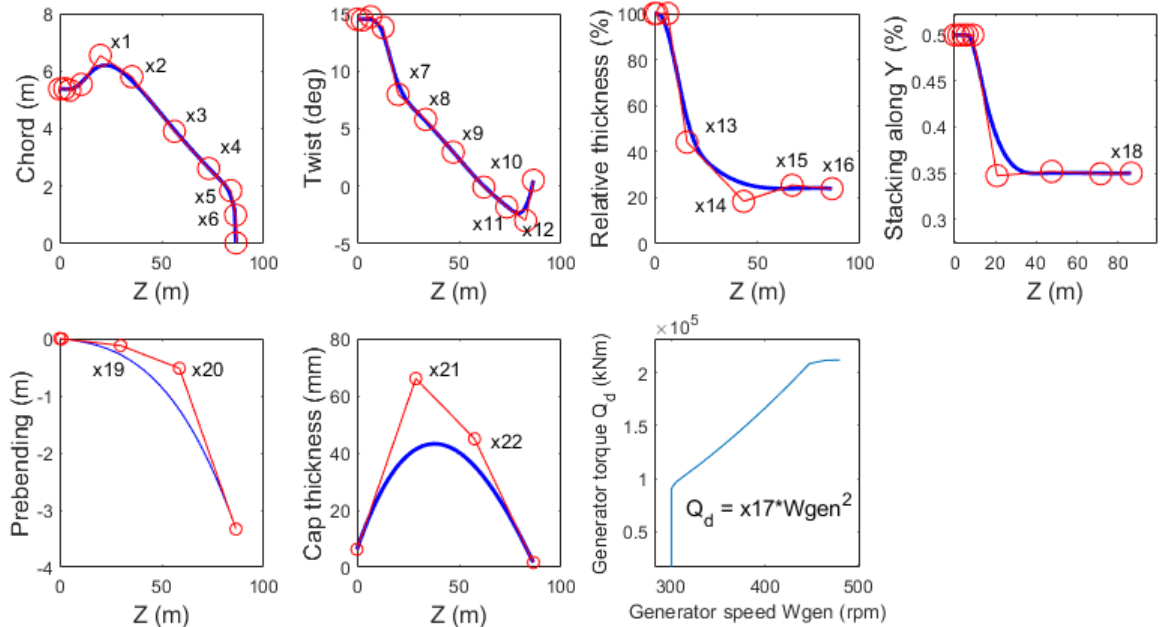 8
6
4
2
0
Chord (m)
x1
x2
x3
x4
x5
x6
0
50
100
Z (m)
15
10
5
0
-5
Twist (deg)
x7
x8
x9
x10
x11
x12
0
50
100
Z (m)
100
80
60
40
20
0
Relative thickness (%)
x13
x14
x15
x16
0
50
100
Z (m)
0.5
0.45
0.4
0.35
0.3
Stacking along Y (%)
x18
0
20
40
60
80
Z (m)
0
-1
-2
-3
-4
Prebending (m)
x19
x20
0
50
100
Z (m)
80
60
40
20
0
Cap thickness (mm)
x21
x22
0
50
100
Z (m)
×10⁵
2
1.5
1
0.5
Generator torque Q_d (kNm)
Q_d = x17*Wgen²
300
400
500
Generator speed Wgen (rpm)